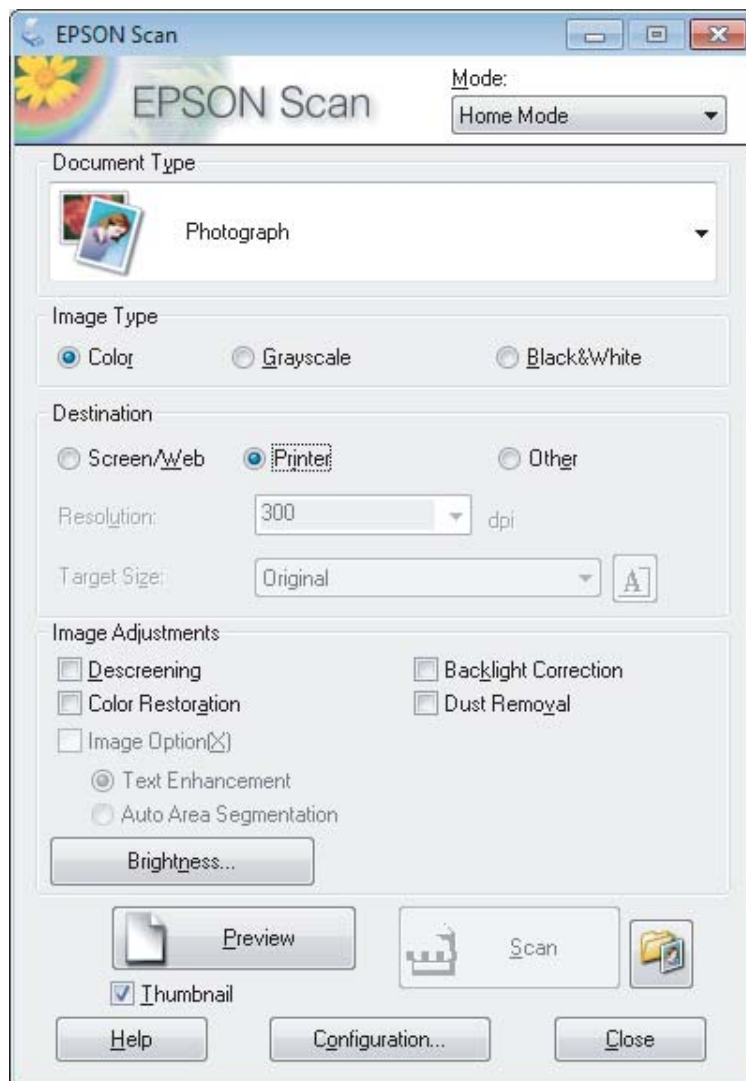 EPSON Scan
EPSON Scan
Mode:
Home Mode
Document Type
Photograph
Image Type
Color
Grayscale
Black&White
Destination
Screen/Web
Printer
Other
Resolution:
300
dpi
Target Size:
Original
A
Image Adjustments
Descreening
Backlight Correction
Color Restoration
Dust Removal
Image Option(X)
Text Enhancement
Auto Area Segmentation
Brightness...
Preview
Scan
Thumbnail
Help
Configuration...
Close